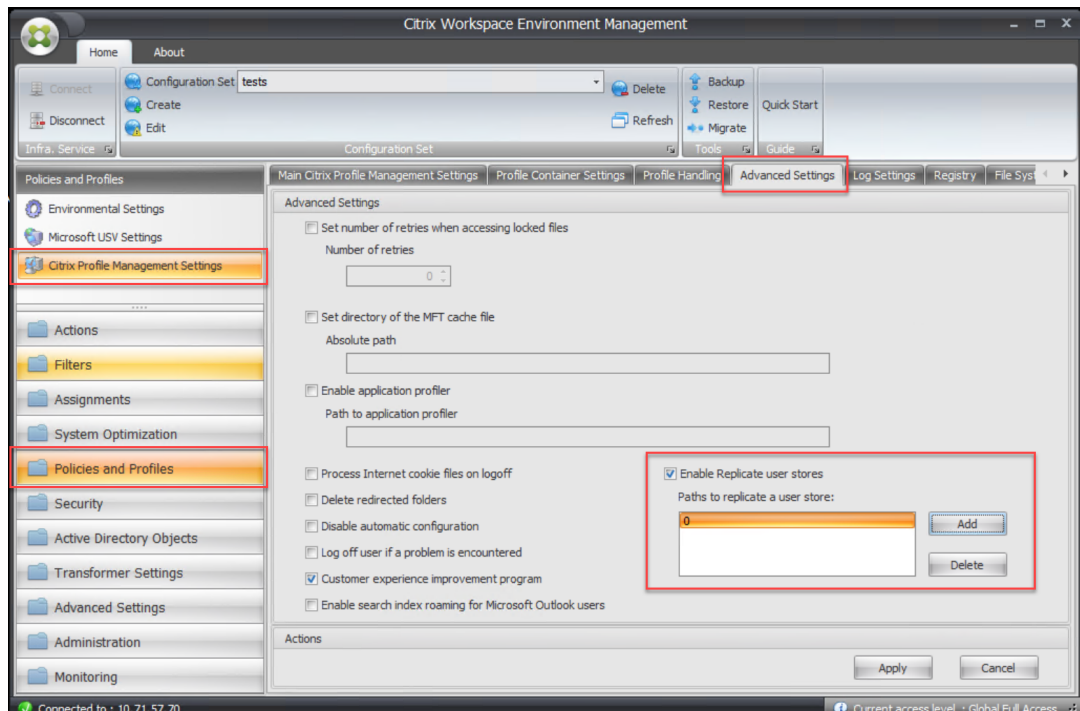 Citrix Workspace Environment Management
Home About
Connect
Disconnect
Infra. Service
Configuration Set tests
Create
Edit
Delete
Refresh
Configuration Set
Backup
Restore
Migrate
Tools
Quick Start
Guide
Policies and Profiles
Environmental Settings
Microsoft USV Settings
Citrix Profile Management Settings
Actions
Filters
Assignments
System Optimization
Policies and Profiles
Security
Active Directory Objects
Transformer Settings
Advanced Settings
Administration
Monitoring
Main Citrix Profile Management Settings Profile Container Settings Profile Handling Advanced Settings Log Settings Registry File Syst
Advanced Settings
Set number of retries when accessing locked files
Number of retries
0
Set directory of the MFT cache file
Absolute path
Enable application profiler
Path to application profiler
Process Internet cookie files on logoff
Delete redirected folders
Disable automatic configuration
Log off user if a problem is encountered
Customer experience improvement program
Enable search index roaming for Microsoft Outlook users
Enable Replicate user stores
Paths to replicate a user store:
0
Add
Delete
Actions
Apply Cancel
Connected to : 10.71.57.70
Current access level : Global Full Access